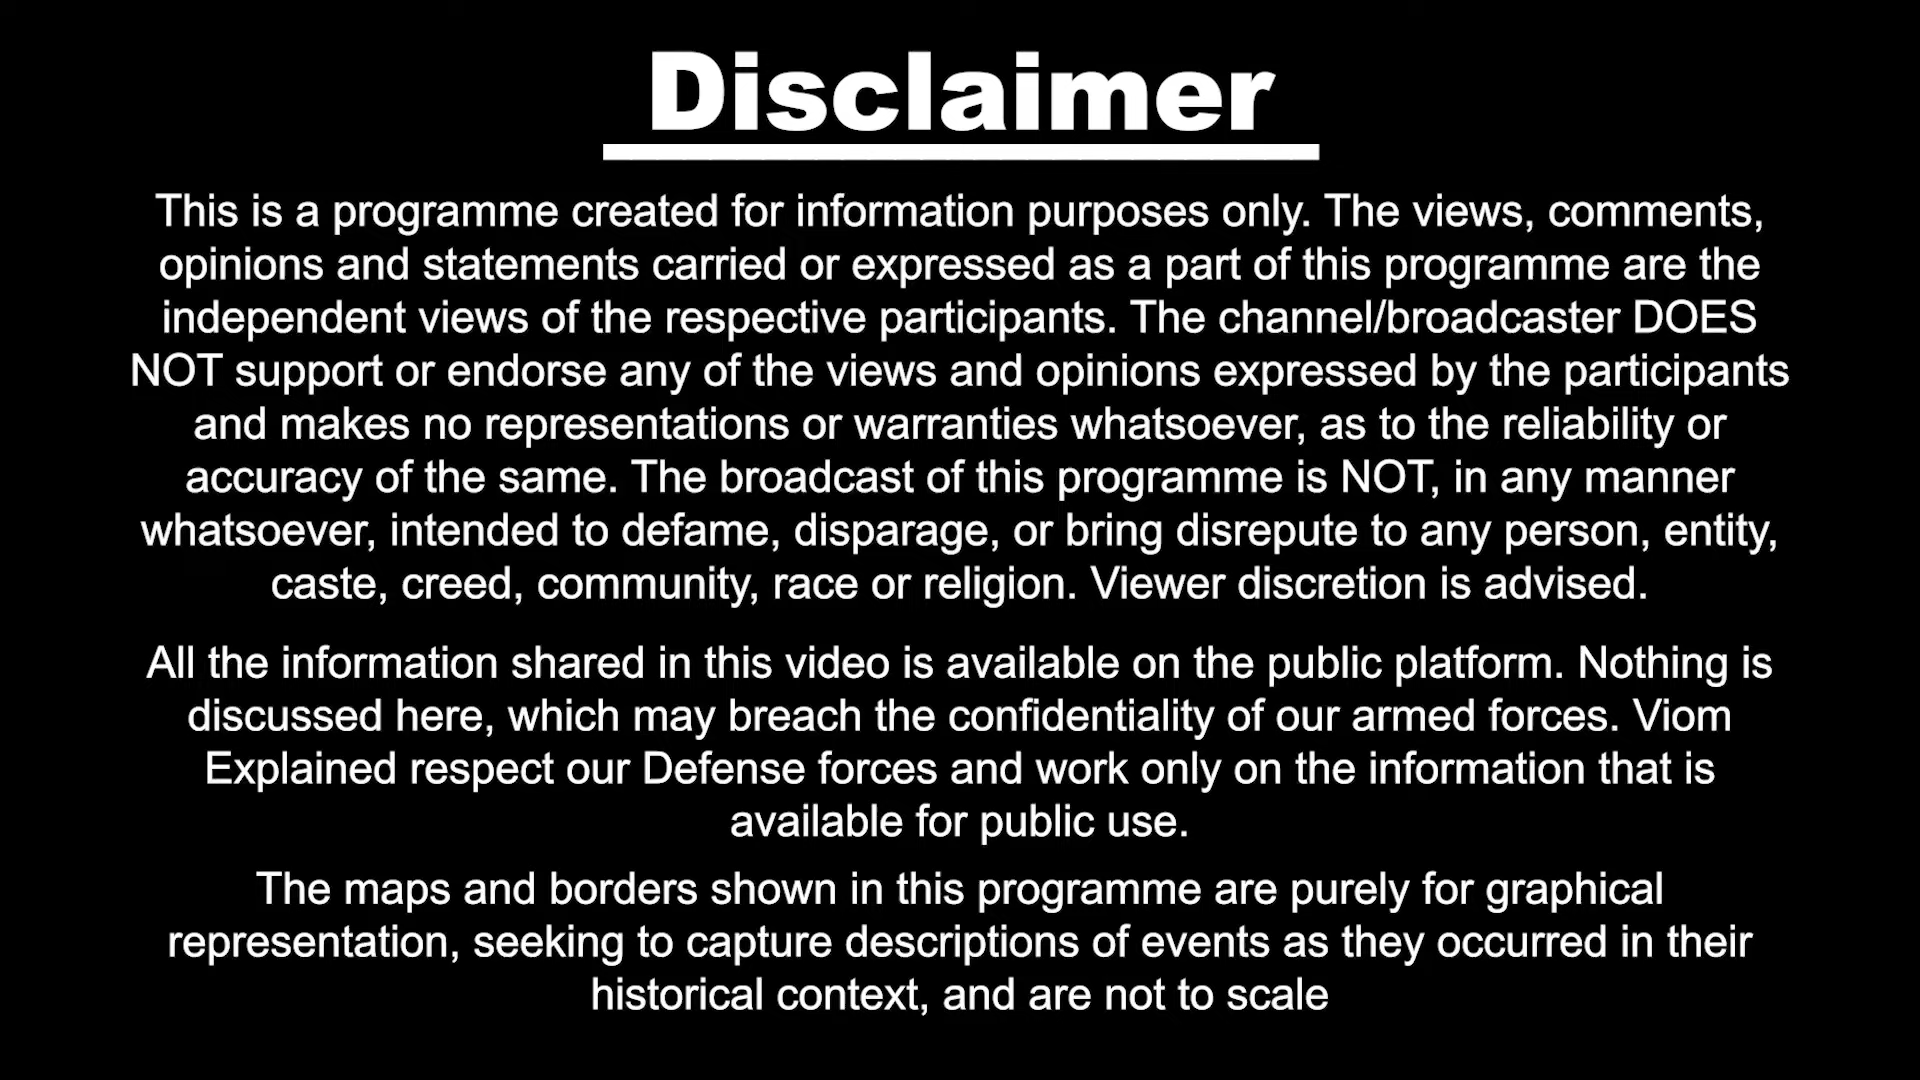 Disclaimer
This is a programme created for information purposes only. The views, comments,
opinions and statements carried or expressed as a part of this programme are the
independent views of the respective participants. The channel/broadcaster DOES
NOT support or endorse any of the views and opinions expressed by the participants
and makes no representations or warranties whatsoever, as to the reliability or
accuracy of the same. The broadcast of this programme is NOT, in any manner
whatsoever, intended to defame, disparage, or bring disrepute to any person, entity,
caste, creed, community, race or religion. Viewer discretion is advised.
All the information shared in this video is available on the public platform. Nothing is
discussed here, which may breach the confidentiality of our armed forces. Viom
Explained respect our Defense forces and work only on the information that is
available for public use.
The maps and borders shown in this programme are purely for graphical
representation, seeking to capture descriptions of events as they occurred in their
historical context, and are not to scale